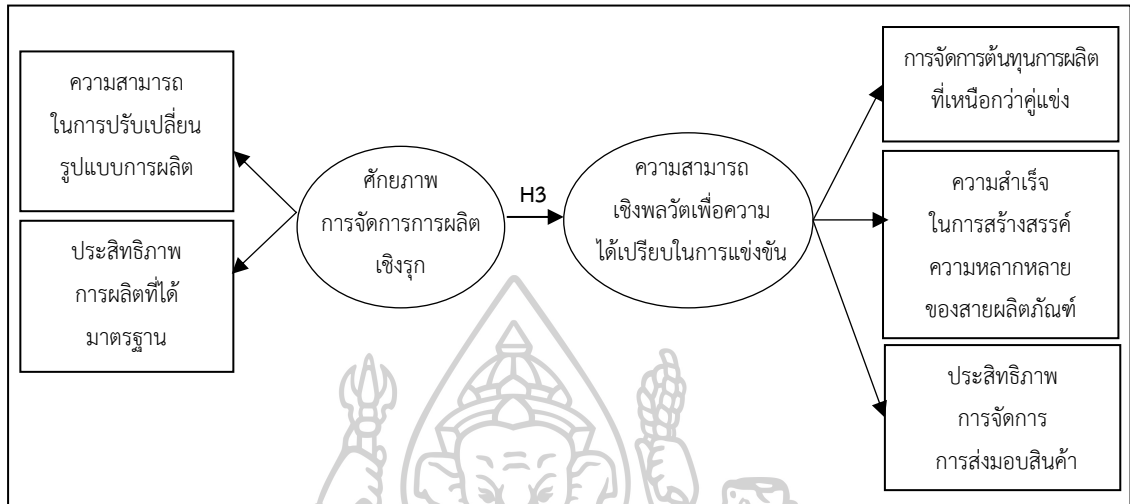 ความสามารถ
ในการปรับเปลี่ยน
รูปแบบการผลิต
ประสิทธิภาพ
การผลิตที่ได้
มาตรฐาน
ศักยภาพ
การจัดการการผลิต
เชิงรุก
H3
ความสามารถ
เชิงพลวัตเพื่อความ
ได้เปรียบในการแข่งขัน
การจัดการต้นทุนการผลิต
ที่เหนือกว่าคู่แข่ง
ความสำเร็จ
ในการสร้างสรรค์
ความหลากหลาย
ของสายผลิตภัณฑ์
ประสิทธิภาพ
การจัดการ
การส่งมอบสินค้า